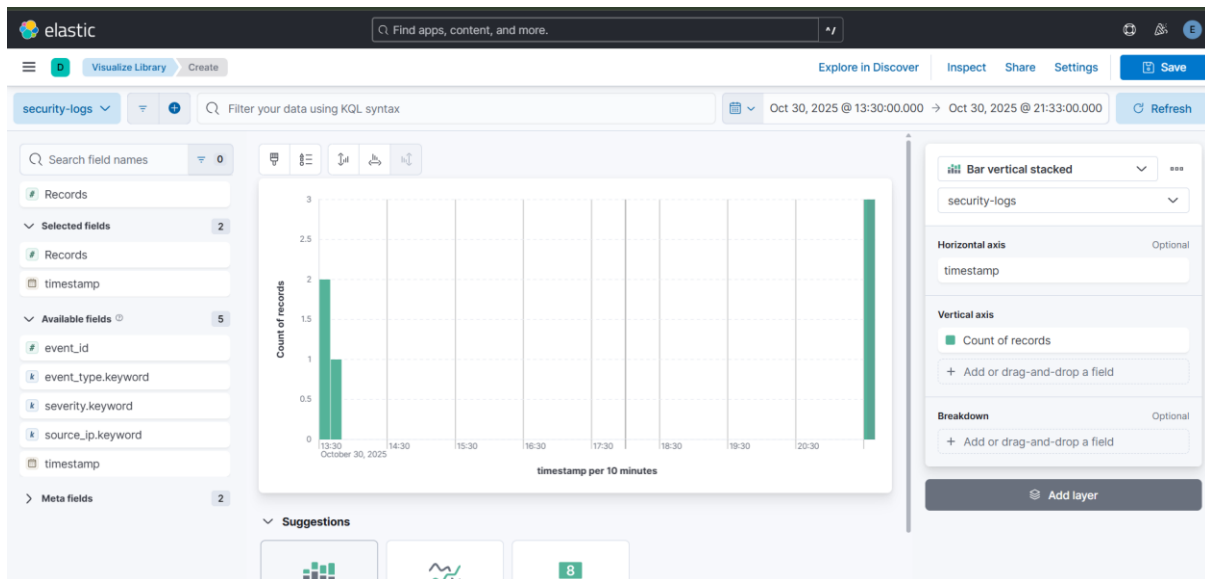 elastic
Find apps, content, and more.
^/
E
D
Visualize Library
Create
Explore in Discover
Inspect
Share
Settings
Save
security-logs
Filter your data using KQL syntax
Oct 30, 2025 @ 13:30:00.000 → Oct 30, 2025 @ 21:33:00.000
Refresh
Search field names
0
# Records
Selected fields
2
# Records
timestamp
Available fields
5
# event_id
k event_type.keyword
k severity.keyword
k source_ip.keyword
timestamp
Meta fields
2
Count of records
3
2.5
2
1.5
1
0.5
0
13:30
14:30
15:30
16:30
17:30
18:30
19:30
20:30
October 30, 2025
timestamp per 10 minutes
Suggestions
8
Bar vertical stacked
security-logs
Horizontal axis
Optional
timestamp
Vertical axis
Count of records
+ Add or drag-and-drop a field
Breakdown
Optional
+ Add or drag-and-drop a field
Add layer